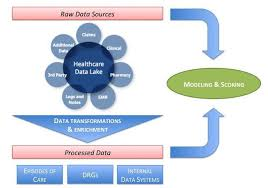 Raw Data Sources
Claims
Additional
Data
Clinical
3rd Party
Healthcare
Data Lake
Pharmacy
Logs and
Notes
EMR
Modeling & Scoring
Data transformations
& enrichment
Processed Data
Episodes of
Care
DRGs
Internal
Data Systems